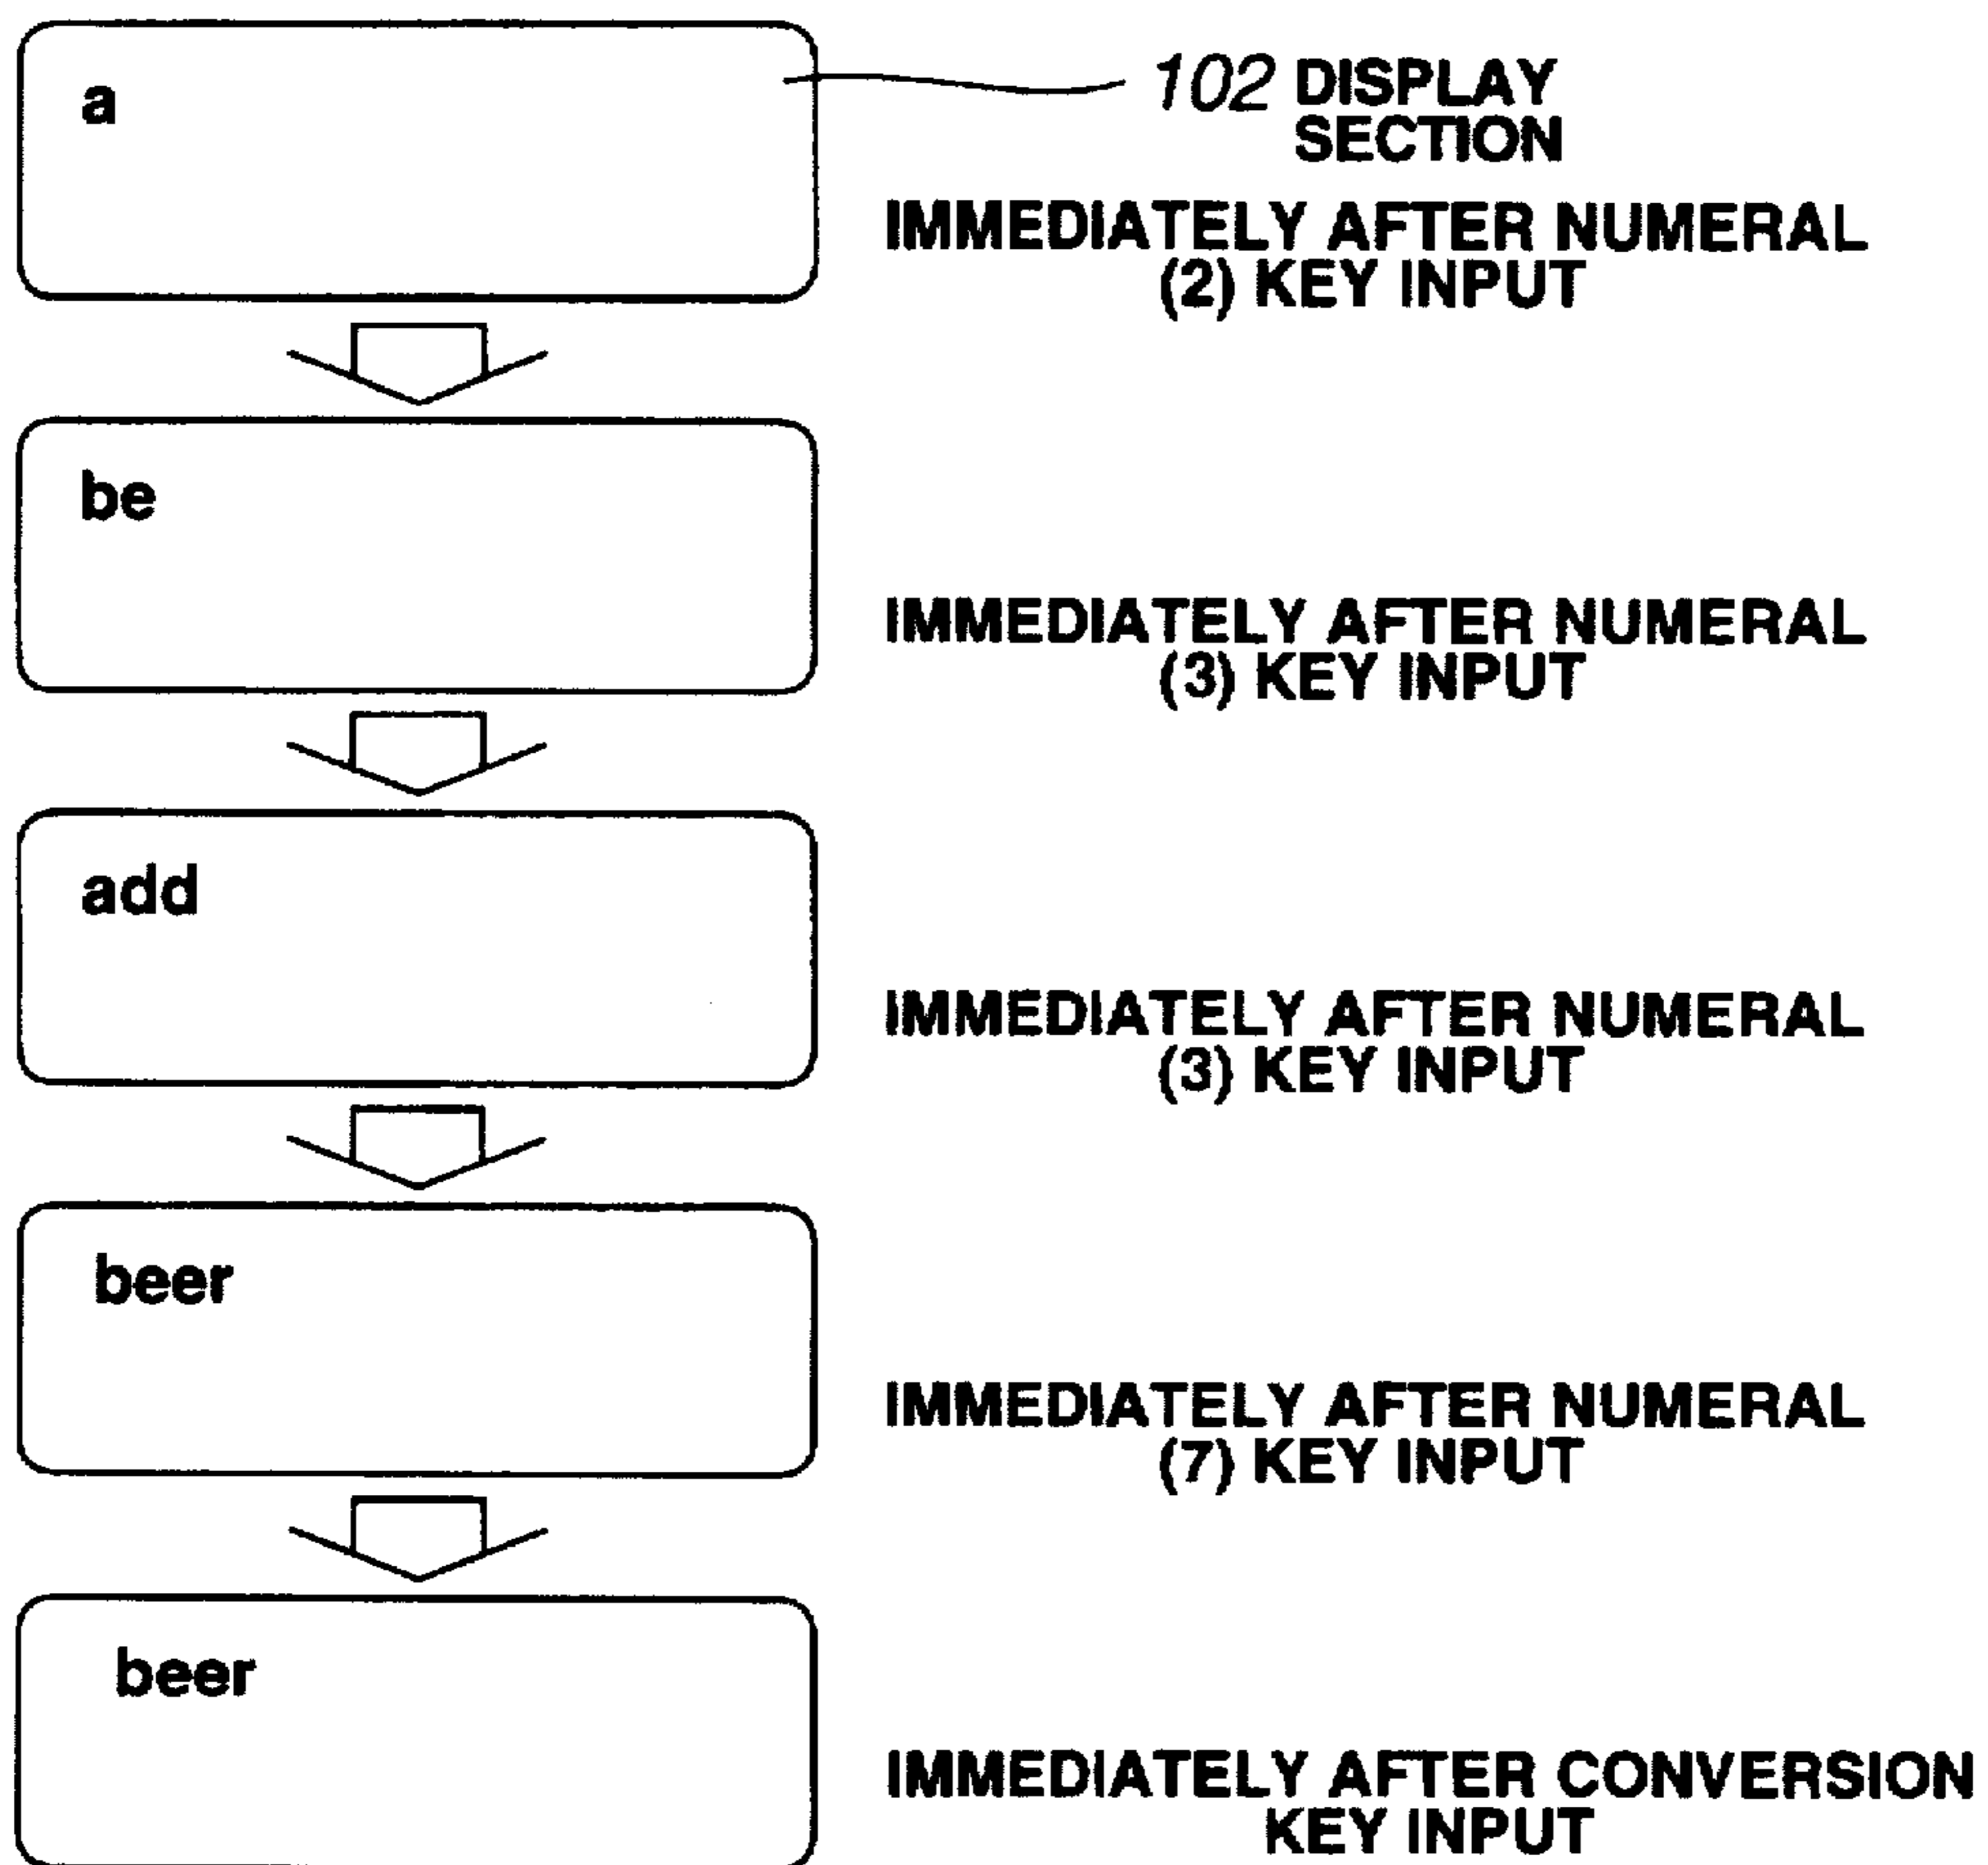 a
102 DISPLAY
SECTION
IMMEDIATELY AFTER NUMERAL
(2) KEY INPUT
be
IMMEDIATELY AFTER NUMERAL
(3) KEY INPUT
add
IMMEDIATELY AFTER NUMERAL
(3) KEY INPUT
beer
IMMEDIATELY AFTER NUMERAL
(7) KEY INPUT
beer
IMMEDIATELY AFTER CONVERSION
KEY INPUT